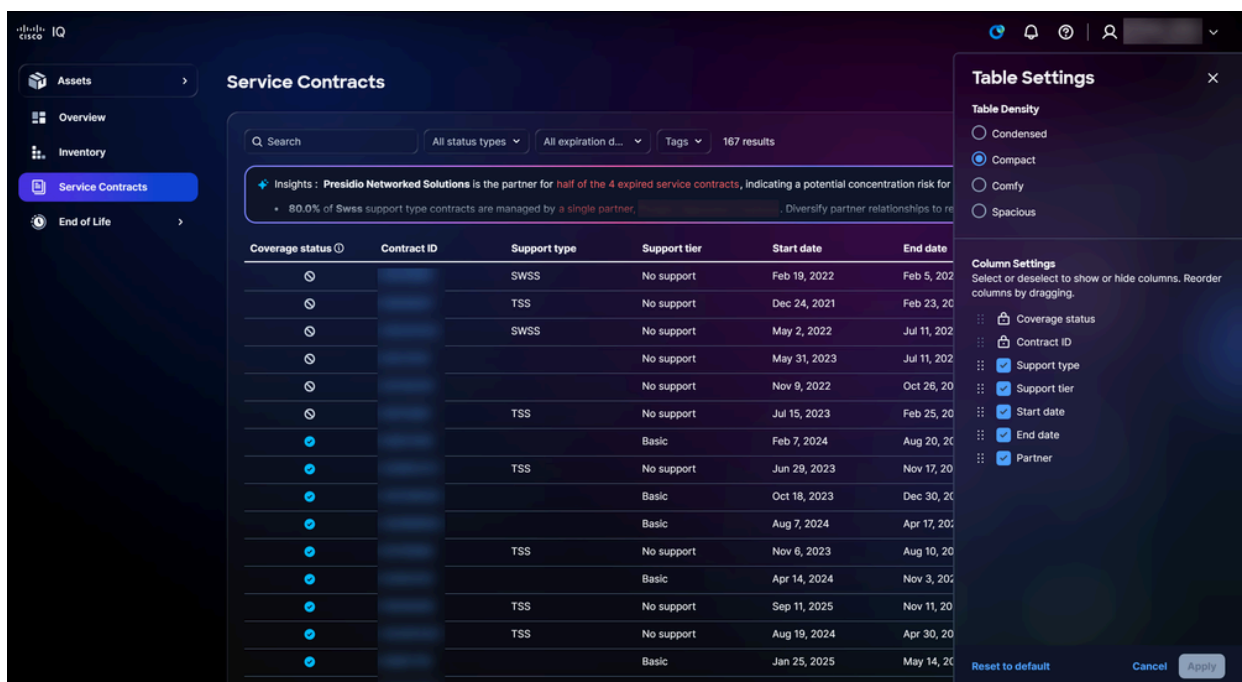 cisco IQ
Assets
Overview
Inventory
Service Contracts
End of Life
Service Contracts
Search
All status types
All expiration d...
Tags
167 results
Insights : Presidio Networked Solutions is the partner for half of the 4 expired service contracts, indicating a potential concentration risk for
• 80.0% of Swss support type contracts are managed by a single partner, . Diversify partner relationships to re
Coverage status Contract ID Support type Support tier Start date End date
SWSS No support Feb 19, 2022 Feb 5, 202
TSS No support Dec 24, 2021 Feb 23, 20
SWSS No support May 2, 2022 Jul 11, 202
No support May 31, 2023 Jul 11, 202
No support Nov 9, 2022 Oct 26, 20
TSS No support Jul 15, 2023 Feb 25, 20
Basic Feb 7, 2024 Aug 20, 20
TSS No support Jun 29, 2023 Nov 17, 20
Basic Oct 18, 2023 Dec 30, 20
Basic Aug 7, 2024 Apr 17, 202
TSS No support Nov 6, 2023 Aug 10, 20
Basic Apr 14, 2024 Nov 3, 202
TSS No support Sep 11, 2025 Nov 11, 20
TSS No support Aug 19, 2024 Apr 30, 20
Basic Jan 25, 2025 May 14, 20
Table Settings
Table Density
Condensed
Compact
Comfy
Spacious
Column Settings
Select or deselect to show or hide columns. Reorder
columns by dragging.
Coverage status
Contract ID
Support type
Support tier
Start date
End date
Partner
Reset to default
Cancel
Apply